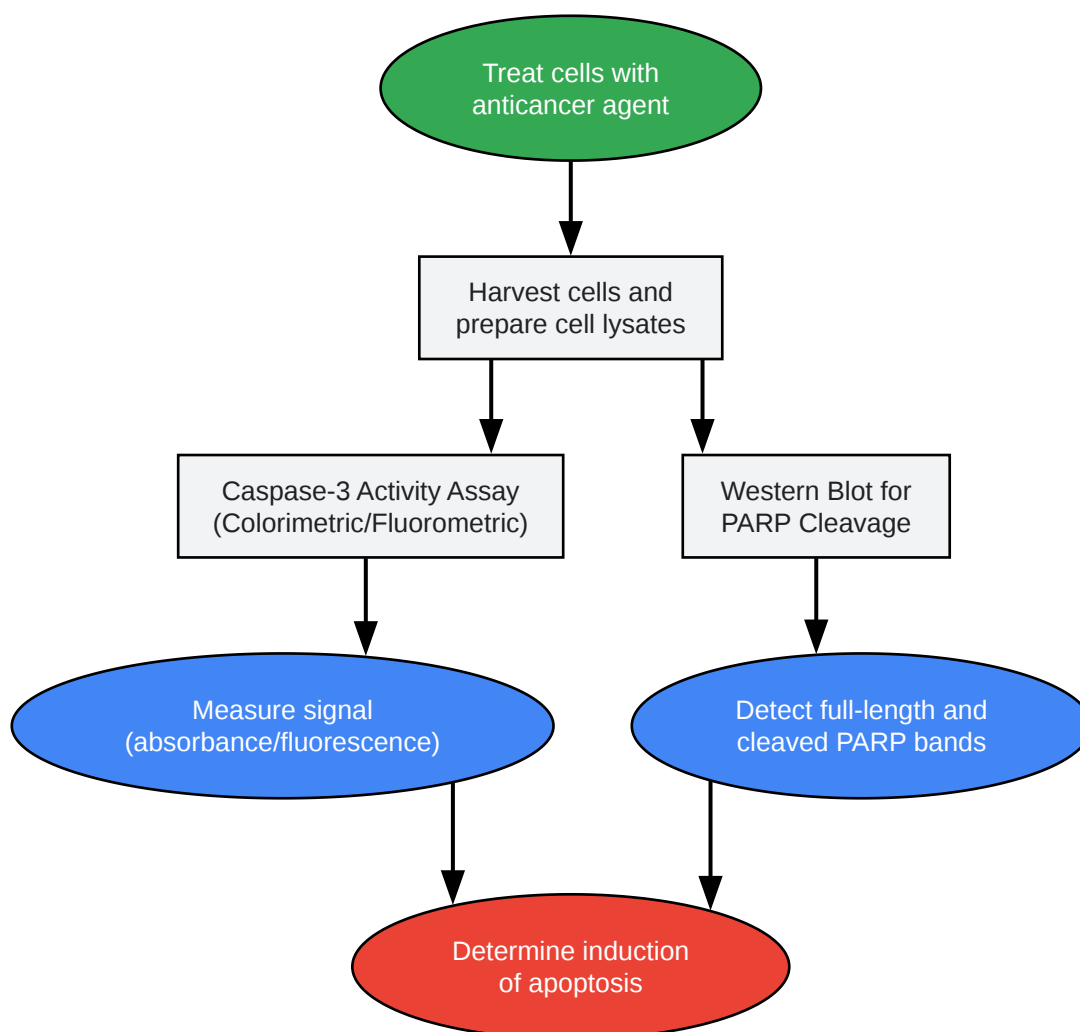 Treat cells with
anticancer agent
Harvest cells and
prepare cell lysates
Caspase-3 Activity Assay
(Colorimetric/Fluorometric)
Western Blot for
PARP Cleavage
Measure signal
(absorbance/fluorescence)
Detect full-length and
cleaved PARP bands
Determine induction
of apoptosis